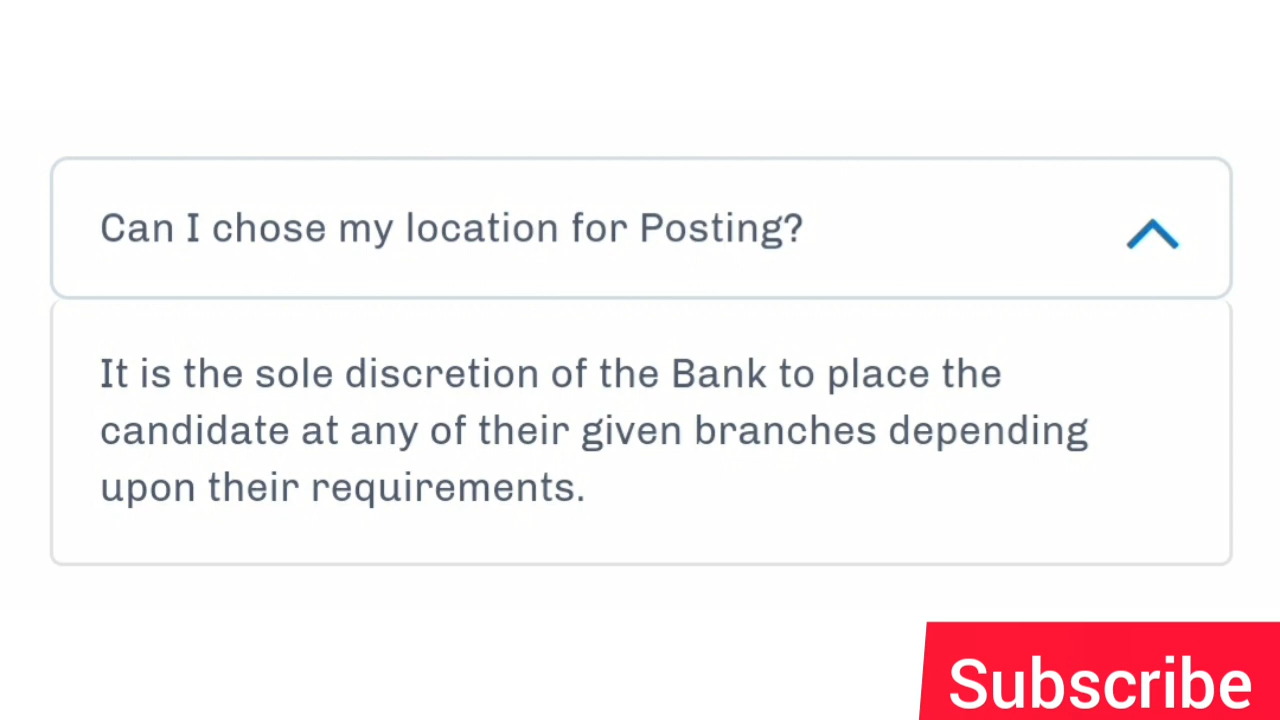 Can I chose my location for Posting?
It is the sole discretion of the Bank to place the
candidate at any of their given branches depending
upon their requirements.
Subscribe